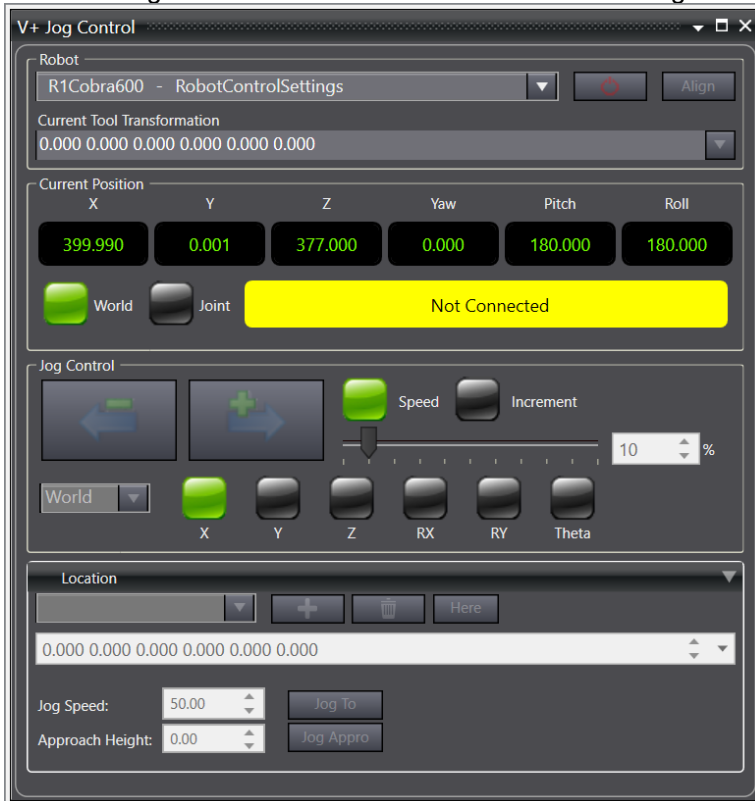 V+ Jog Control
Robot
R1Cobra600 - RobotControlSettings
Align
Current Tool Transformation
0.000 0.000 0.000 0.000 0.000 0.000
Current Position
X Y Z Yaw Pitch Roll
399.990 0.001 377.000 0.000 180.000 180.000
World Joint Not Connected
Jog Control
Speed Increment
10 %
World
X Y Z RX RY Theta
Location
Here
0.000 0.000 0.000 0.000 0.000 0.000
Jog Speed: 50.00 Jog To
Approach Height: 0.00 Jog Appro